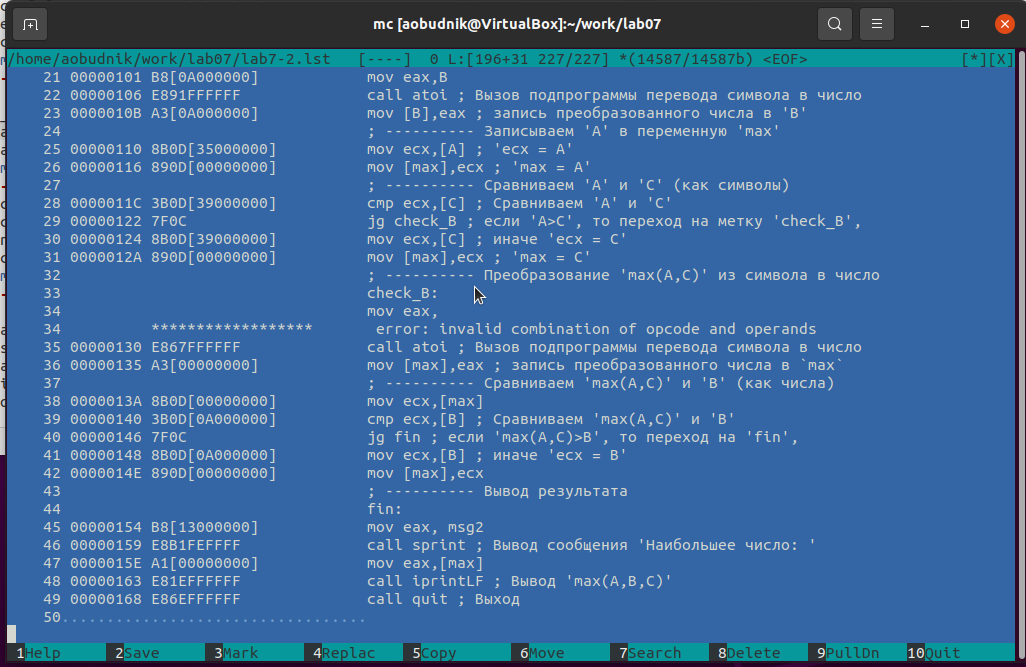 mc [aobudnik@VirtualBox]:~/work/lab07
/home/aobudnik/work/lab07/lab7-2.lst [----] 0 L:[196+31 227/227] *(14587/14587b) <EOF> [*][X]
21 00000101 B8[0A000000] mov eax,B
22 00000106 E891FFFFFF call atoi ; Вызов подпрограммы перевода символа в число
23 0000010B A3[0A000000] mov [B],eax ; запись преобразованного числа в 'B'
24 ; ---------- Записываем 'A' в переменную 'max'
25 00000110 8B0D[35000000] mov ecx,[A] ; 'ecx = A'
26 00000116 890D[00000000] mov [max],ecx ; 'max = A'
27 ; ---------- Сравниваем 'A' и 'С' (как символы)
28 0000011C 3B0D[39000000] cmp ecx,[C] ; Сравниваем 'A' и 'С'
29 00000122 7F0C jg check_B ; если 'A>C', то переход на метку 'check_B',
30 00000124 8B0D[39000000] mov ecx,[C] ; иначе 'ecx = C'
31 0000012A 890D[00000000] mov [max],ecx ; 'max = C'
32 ; ---------- Преобразование 'max(A,C)' из символа в число
33 check_B:
34 mov eax,
34 ****************** error: invalid combination of opcode and operands
35 00000130 E867FFFFFF call atoi ; Вызов подпрограммы перевода символа в число
36 00000135 A3[00000000] mov [max],eax ; запись преобразованного числа в `max`
37 ; ---------- Сравниваем 'max(A,C)' и 'B' (как числа)
38 0000013A 8B0D[00000000] mov ecx,[max]
39 00000140 3B0D[0A000000] cmp ecx,[B] ; Сравниваем 'max(A,C)' и 'B'
40 00000146 7F0C jg fin ; если 'max(A,C)>B', то переход на 'fin',
41 00000148 8B0D[0A000000] mov ecx,[B] ; иначе 'ecx = B'
42 0000014E 890D[00000000] mov [max],ecx
43 ; ---------- Вывод результата
44 fin:
45 00000154 B8[13000000] mov eax, msg2
46 00000159 E8B1FEFFFF call sprint ; Вывод сообщения 'Наибольшее число: '
47 0000015E A1[00000000] mov eax,[max]
48 00000163 E81EFFFFFF call iprintLF ; Вывод 'max(A,B,C)'
49 00000168 E86EFFFFFF call quit ; Выход
50..................................
1Help 2Save 3Mark 4Replac 5Copy 6Move 7Search 8Delete 9PullDn 10Quit